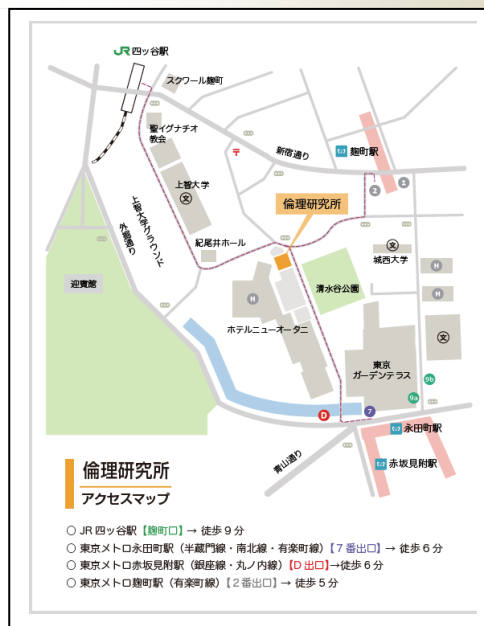 JR 四ッ谷駅
スクワール麹町
聖イグナチオ
教会
新宿通り
麹町駅
上智大学
文
2
1
倫理研究所
上智大学グラウンド
外堀通り
紀尾井ホール
文
城西大学
H
H
迎賓館
清水谷公園
H
ホテルニューオータニ
文
東京
ガーデンテラス
9b
9a
D
7
永田町駅
赤坂見附駅
青山通り
倫理研究所
アクセスマップ
○ JR 四ッ谷駅【麹町口】→ 徒歩 9 分
○ 東京メトロ永田町駅（半蔵門線・南北線・有楽町線）【7 番出口】→ 徒歩 6 分
○ 東京メトロ赤坂見附駅（銀座線・丸ノ内線）【D 出口】→徒歩 6 分
○ 東京メトロ麹町駅（有楽町線）【2 番出口】→ 徒歩 5 分